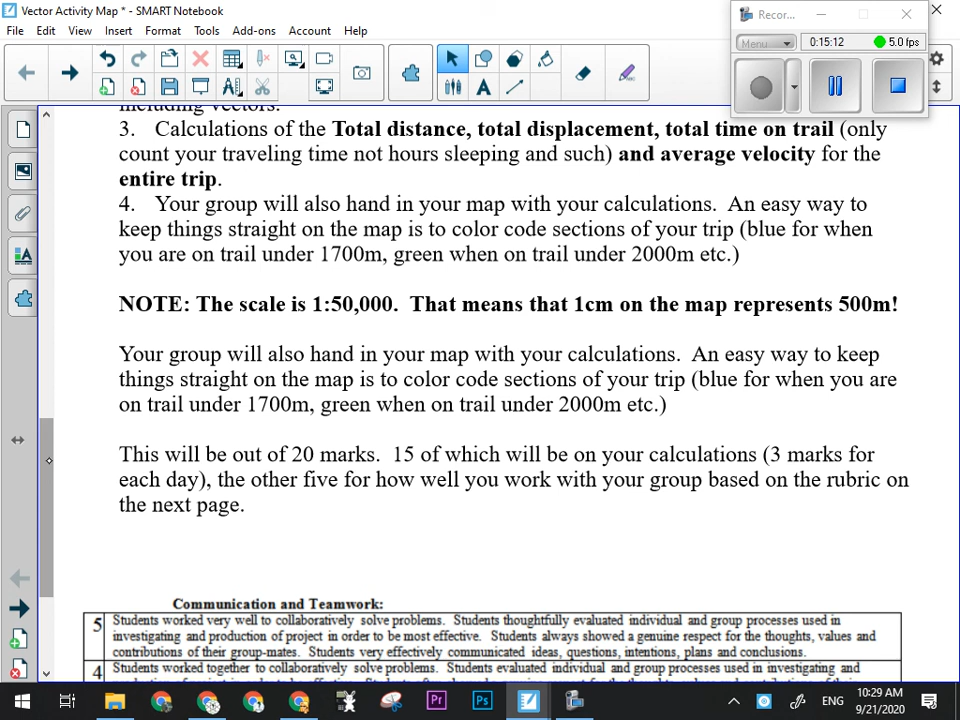 Vector Activity Map * - SMART Notebook
File Edit View Insert Format Tools Add-ons Account Help
Recor...
Menu 0:15:12 5.0 fps
including vectors.
3. Calculations of the Total distance, total displacement, total time on trail (only
count your traveling time not hours sleeping and such) and average velocity for the
entire trip.
4. Your group will also hand in your map with your calculations. An easy way to
keep things straight on the map is to color code sections of your trip (blue for when
you are on trail under 1700m, green when on trail under 2000m etc.)
NOTE: The scale is 1:50,000. That means that 1cm on the map represents 500m!
Your group will also hand in your map with your calculations. An easy way to keep
things straight on the map is to color code sections of your trip (blue for when you are
on trail under 1700m, green when on trail under 2000m etc.)
This will be out of 20 marks. 15 of which will be on your calculations (3 marks for
each day), the other five for how well you work with your group based on the rubric on
the next page.
Communication and Teamwork:
5 Students worked very well to collaboratively solve problems. Students thoughtfully evaluated individual and group processes used in
investigating and production of project in order to be most effective. Students always showed a genuine respect for the thoughts, values and
contributions of their group-mates. Students very effectively communicated ideas, questions, intentions, plans and conclusions.
4 Students worked together to collaboratively solve problems. Students evaluated individual and group processes used in investigating and
Pr Ps ENG 10:29 AM
9/21/2020